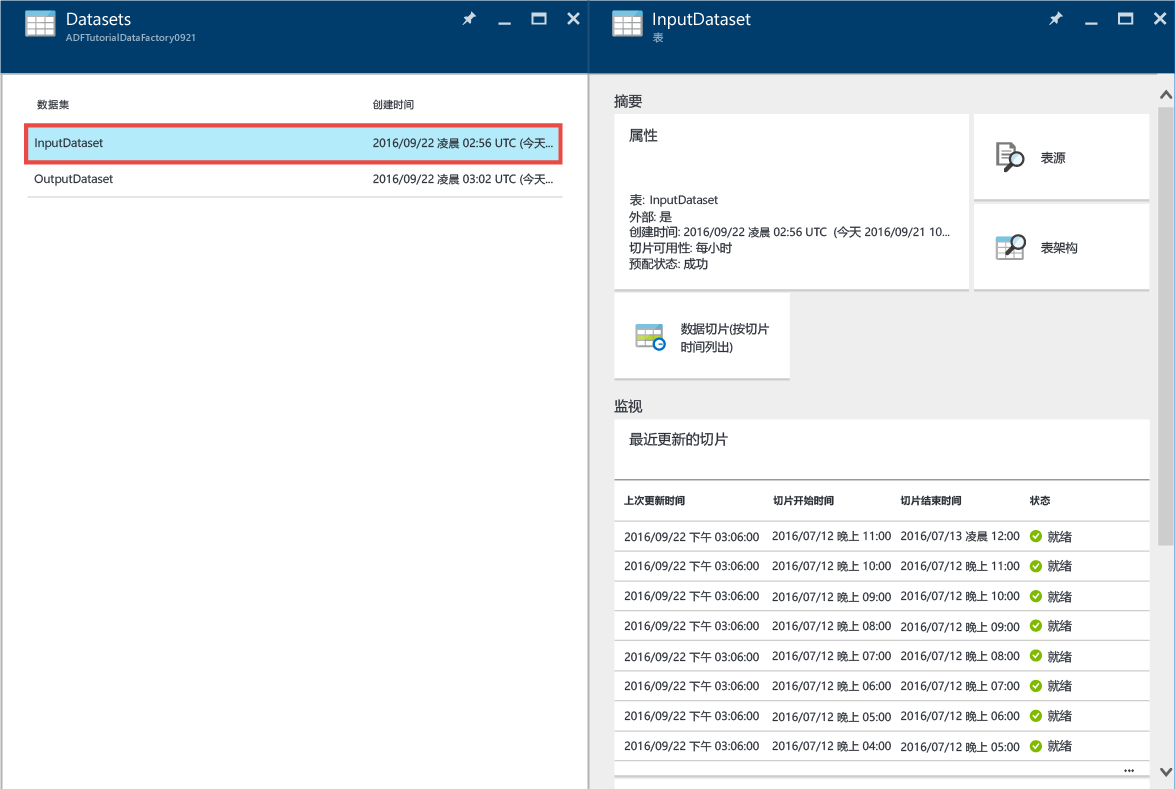 Datasets
ADFTutorialDataFactory0921
数据集 创建时间
InputDataset 2016/09/22 凌晨 02:56 UTC (今天...
OutputDataset 2016/09/22 凌晨 03:02 UTC (今天...
InputDataset
表
摘要
属性
表: InputDataset
外部: 是
创建时间: 2016/09/22 凌晨 02:56 UTC (今天 2016/09/21 10...
切片可用性: 每小时
预配状态: 成功
表源
表架构
数据切片(按切片
时间列出)
监视
最近更新的切片
上次更新时间 切片开始时间 切片结束时间 状态
2016/09/22 下午 03:06:00 2016/07/12 晚上 11:00 2016/07/13 凌晨 12:00 就绪
2016/09/22 下午 03:06:00 2016/07/12 晚上 10:00 2016/07/12 晚上 11:00 就绪
2016/09/22 下午 03:06:00 2016/07/12 晚上 09:00 2016/07/12 晚上 10:00 就绪
2016/09/22 下午 03:06:00 2016/07/12 晚上 08:00 2016/07/12 晚上 09:00 就绪
2016/09/22 下午 03:06:00 2016/07/12 晚上 07:00 2016/07/12 晚上 08:00 就绪
2016/09/22 下午 03:06:00 2016/07/12 晚上 06:00 2016/07/12 晚上 07:00 就绪
2016/09/22 下午 03:06:00 2016/07/12 晚上 05:00 2016/07/12 晚上 06:00 就绪
2016/09/22 下午 03:06:00 2016/07/12 晚上 04:00 2016/07/12 晚上 05:00 就绪
...